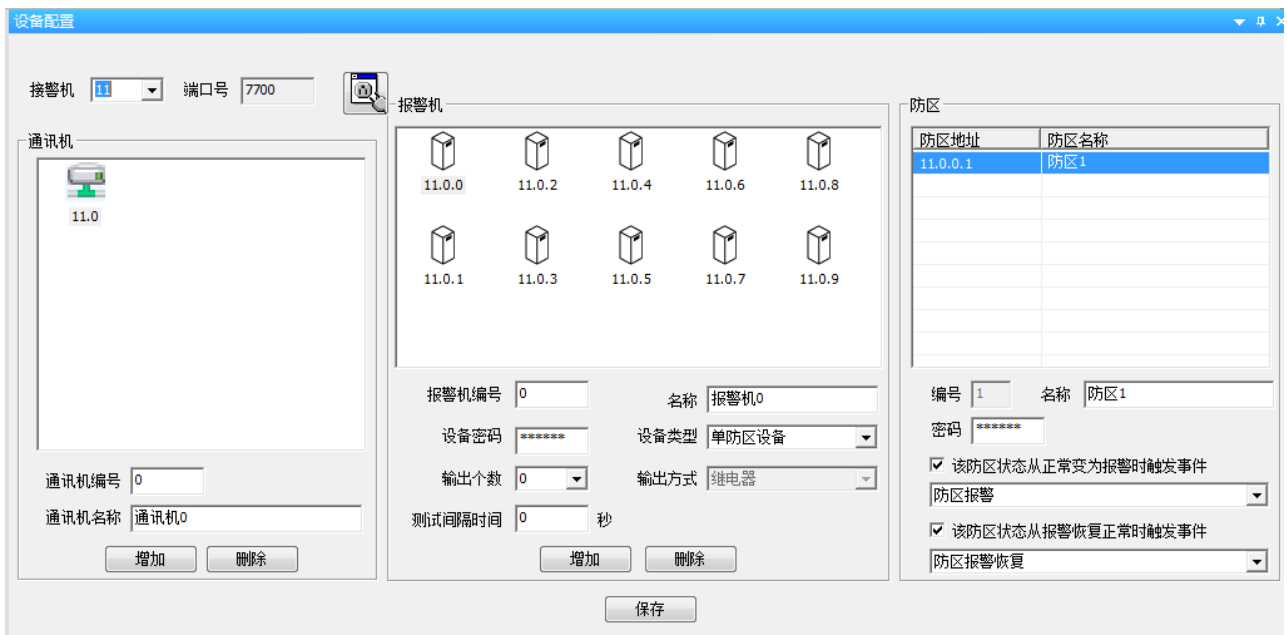 设备配置
接警机 11 端口号 7700
通讯机
11.0
通讯机编号 0
通讯机名称 通讯机0
增加 删除
报警机
11.0.0 11.0.2 11.0.4 11.0.6 11.0.8
11.0.1 11.0.3 11.0.5 11.0.7 11.0.9
报警机编号 0 名称 报警机0
设备密码 ****** 设备类型 单防区设备
输出个数 0 输出方式 继电器
测试间隔时间 0 秒
增加 删除
防区
防区地址 防区名称
11.0.0.1 防区1
编号 1 名称 防区1
密码 ******
该防区状态从正常变为报警时触发事件
防区报警
该防区状态从报警恢复正常时触发事件
防区报警恢复
保存